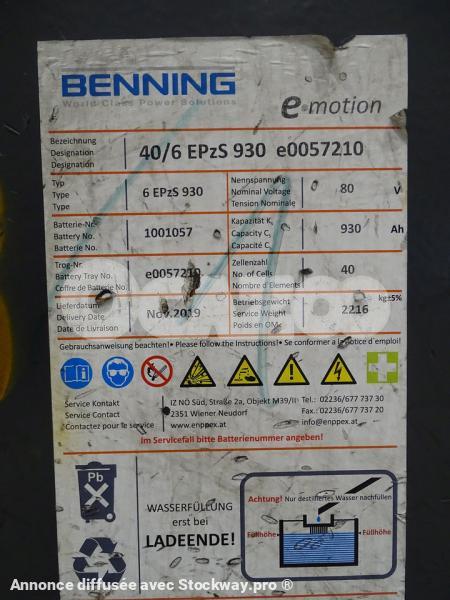 BENNING
World Class Power Solutions
e-motion
Bezeichnung
Designation
Designation
40/6 EPzS 930 e0057210
Typ
Type
Type
6 EPzS 930
Nennspannung
Nominal Voltage
Tension Nominale
80 V
Batterie-Nr.
Battery No.
Batterie No.
1001057
Kapazität K5
Capacity C5
Capacité C5
930 Ah
Trog-Nr.
Battery Tray No.
Coffre de Batterie No.
e0057210
Zellenzahl
No. of Cells
Nombre d'Elements
40
Lieferdatum
Delivery Date
Date de Livraison
Nov.2019
Betriebsgewicht
Service Weight
Poids en OM
2216
kg±5%
Gebrauchsanweisung beachten!• Please follow the Instructions!• Se conformer a la notice d'emploi!
Service Kontakt
Service Contact
Contactez pour le service
IZ NÖ Süd, Straße 2a, Objekt M39/II
2351 Wiener Neudorf
www.enppex.at
Tel.: 02236/677 737 30
Fax.: 02236/677 737 20
info@enppex.at
Im Servicefall bitte Batterienummer angeben!
Pb
WASSERFÜLLUNG
erst bei
LADEENDE!
Achtung! Nur destilliertes Wasser nachfüllen
Füllhöhe
Füllhöhe
Annonce diffusée avec Stockway.pro ®